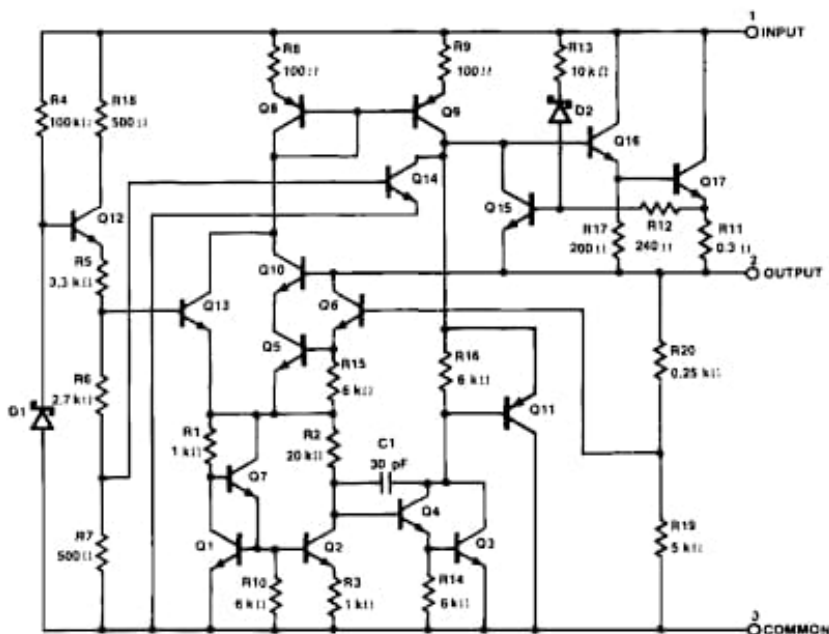 1
INPUT
R4
100 kΩ
R18
500 Ω
R8
100 Ω
R9
100 Ω
R13
10 kΩ
D2
Q8
Q9
Q16
Q14
Q17
Q12
Q15
R12
240 Ω
R17
200 Ω
R11
0.3 Ω
2
OUTPUT
R5
3.3 kΩ
Q10
Q13
Q6
Q5
R15
6 kΩ
R16
6 kΩ
R20
0.25 kΩ
R6
2.7 kΩ
D1
Q11
R1
1 kΩ
R2
20 kΩ
C1
30 pF
Q7
Q4
R7
500 Ω
Q1
Q2
Q3
R19
5 kΩ
R10
6 kΩ
R3
1 kΩ
R14
6 kΩ
3
COMMON